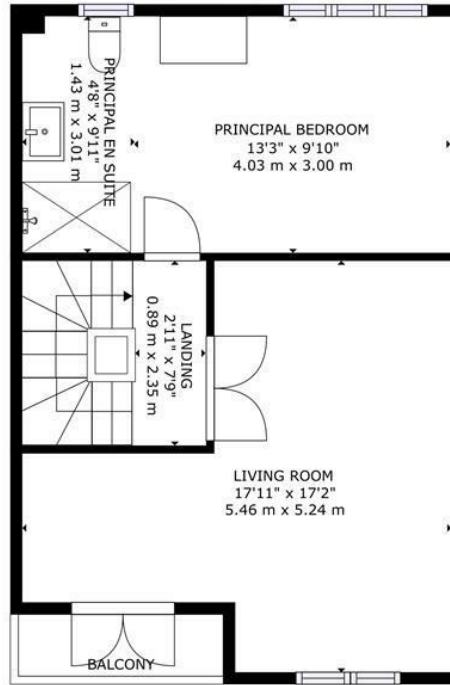 PRINCIPAL EN SUITE
4'8" x 9'11"
1.43 m x 3.01 m
PRINCIPAL BEDROOM
13'3" x 9'10"
4.03 m x 3.00 m
LANDING
2'11" x 7'9"
0.89 m x 2.35 m
LIVING ROOM
17'11" x 17'2"
5.46 m x 5.24 m
BALCONY